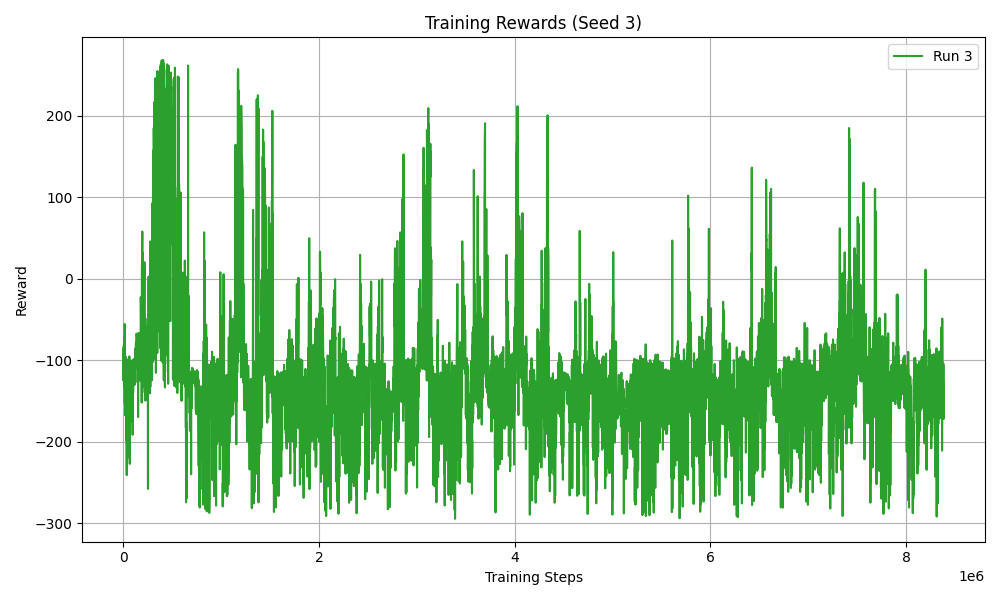 Training Rewards (Seed 3)
Run 3
Reward
200
100
0
−100
−200
−300
0
2
4
6
8
1e6
Training Steps